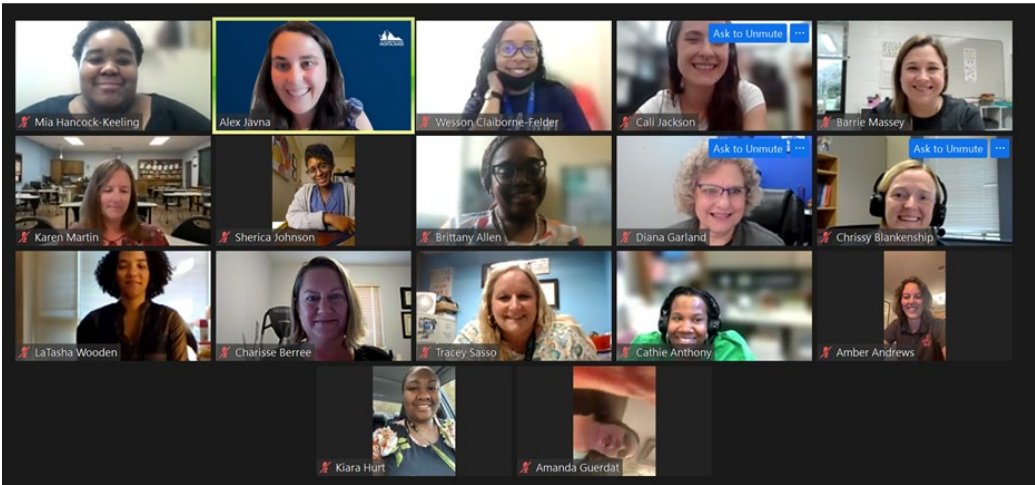 Ask to Unmute ...
Mia Hancock-Keeling
Alex Javna
Wesson Claiborne-Felder
Cali Jackson
Barrie Massey
Ask to Unmute ...
Ask to Unmute ...
Karen Martin
Sherica Johnson
Brittany Allen
Diana Garland
Chrissy Blankenship
LaTasha Wooden
Charisse Berree
Tracey Sasso
Cathie Anthony
Amber Andrews
Kiara Hurt
Amanda Guerdat